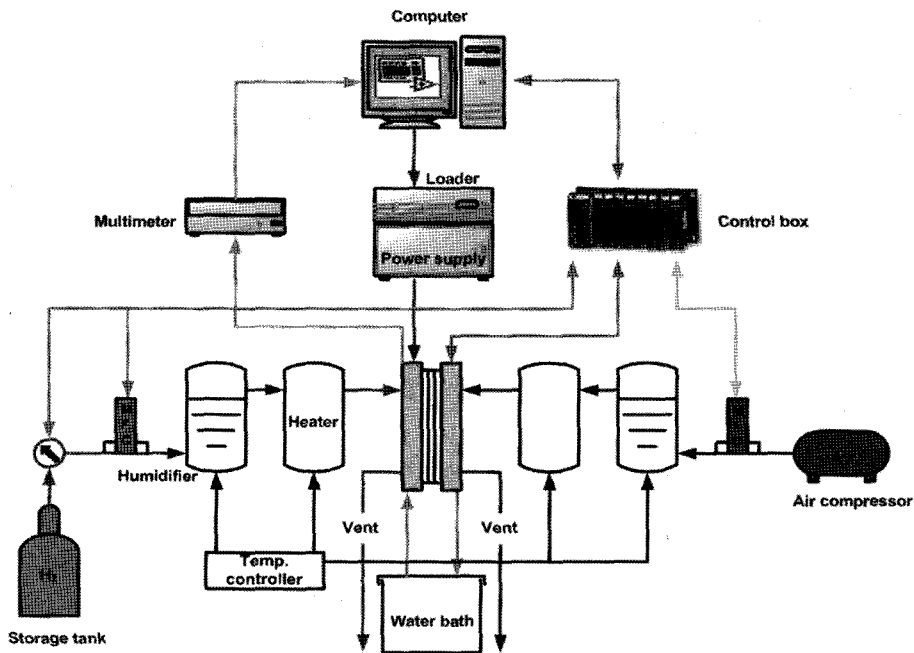 Computer
Loader
Multimeter
Control box
Power supply
Heater
Humidifier
Air compressor
Vent
Vent
Temp.
controller
H₂
Water bath
Storage tank